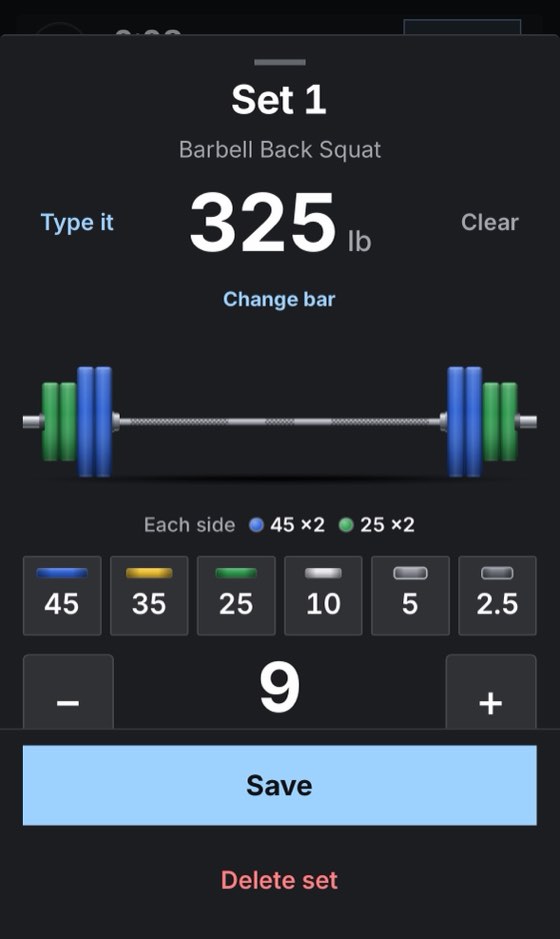 Set 1
Barbell Back Squat
Type it 325 lb Clear
Change bar
Each side 45 ×2 25 ×2
45 35 25 10 5 2.5
− 9 +
Save
Delete set